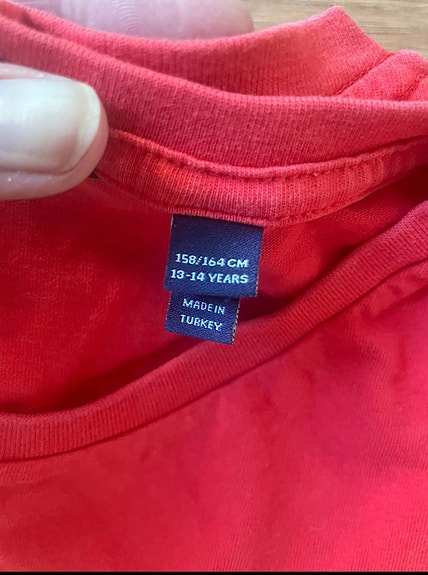 158/164 CM
13-14 YEARS
MADE IN
TURKEY